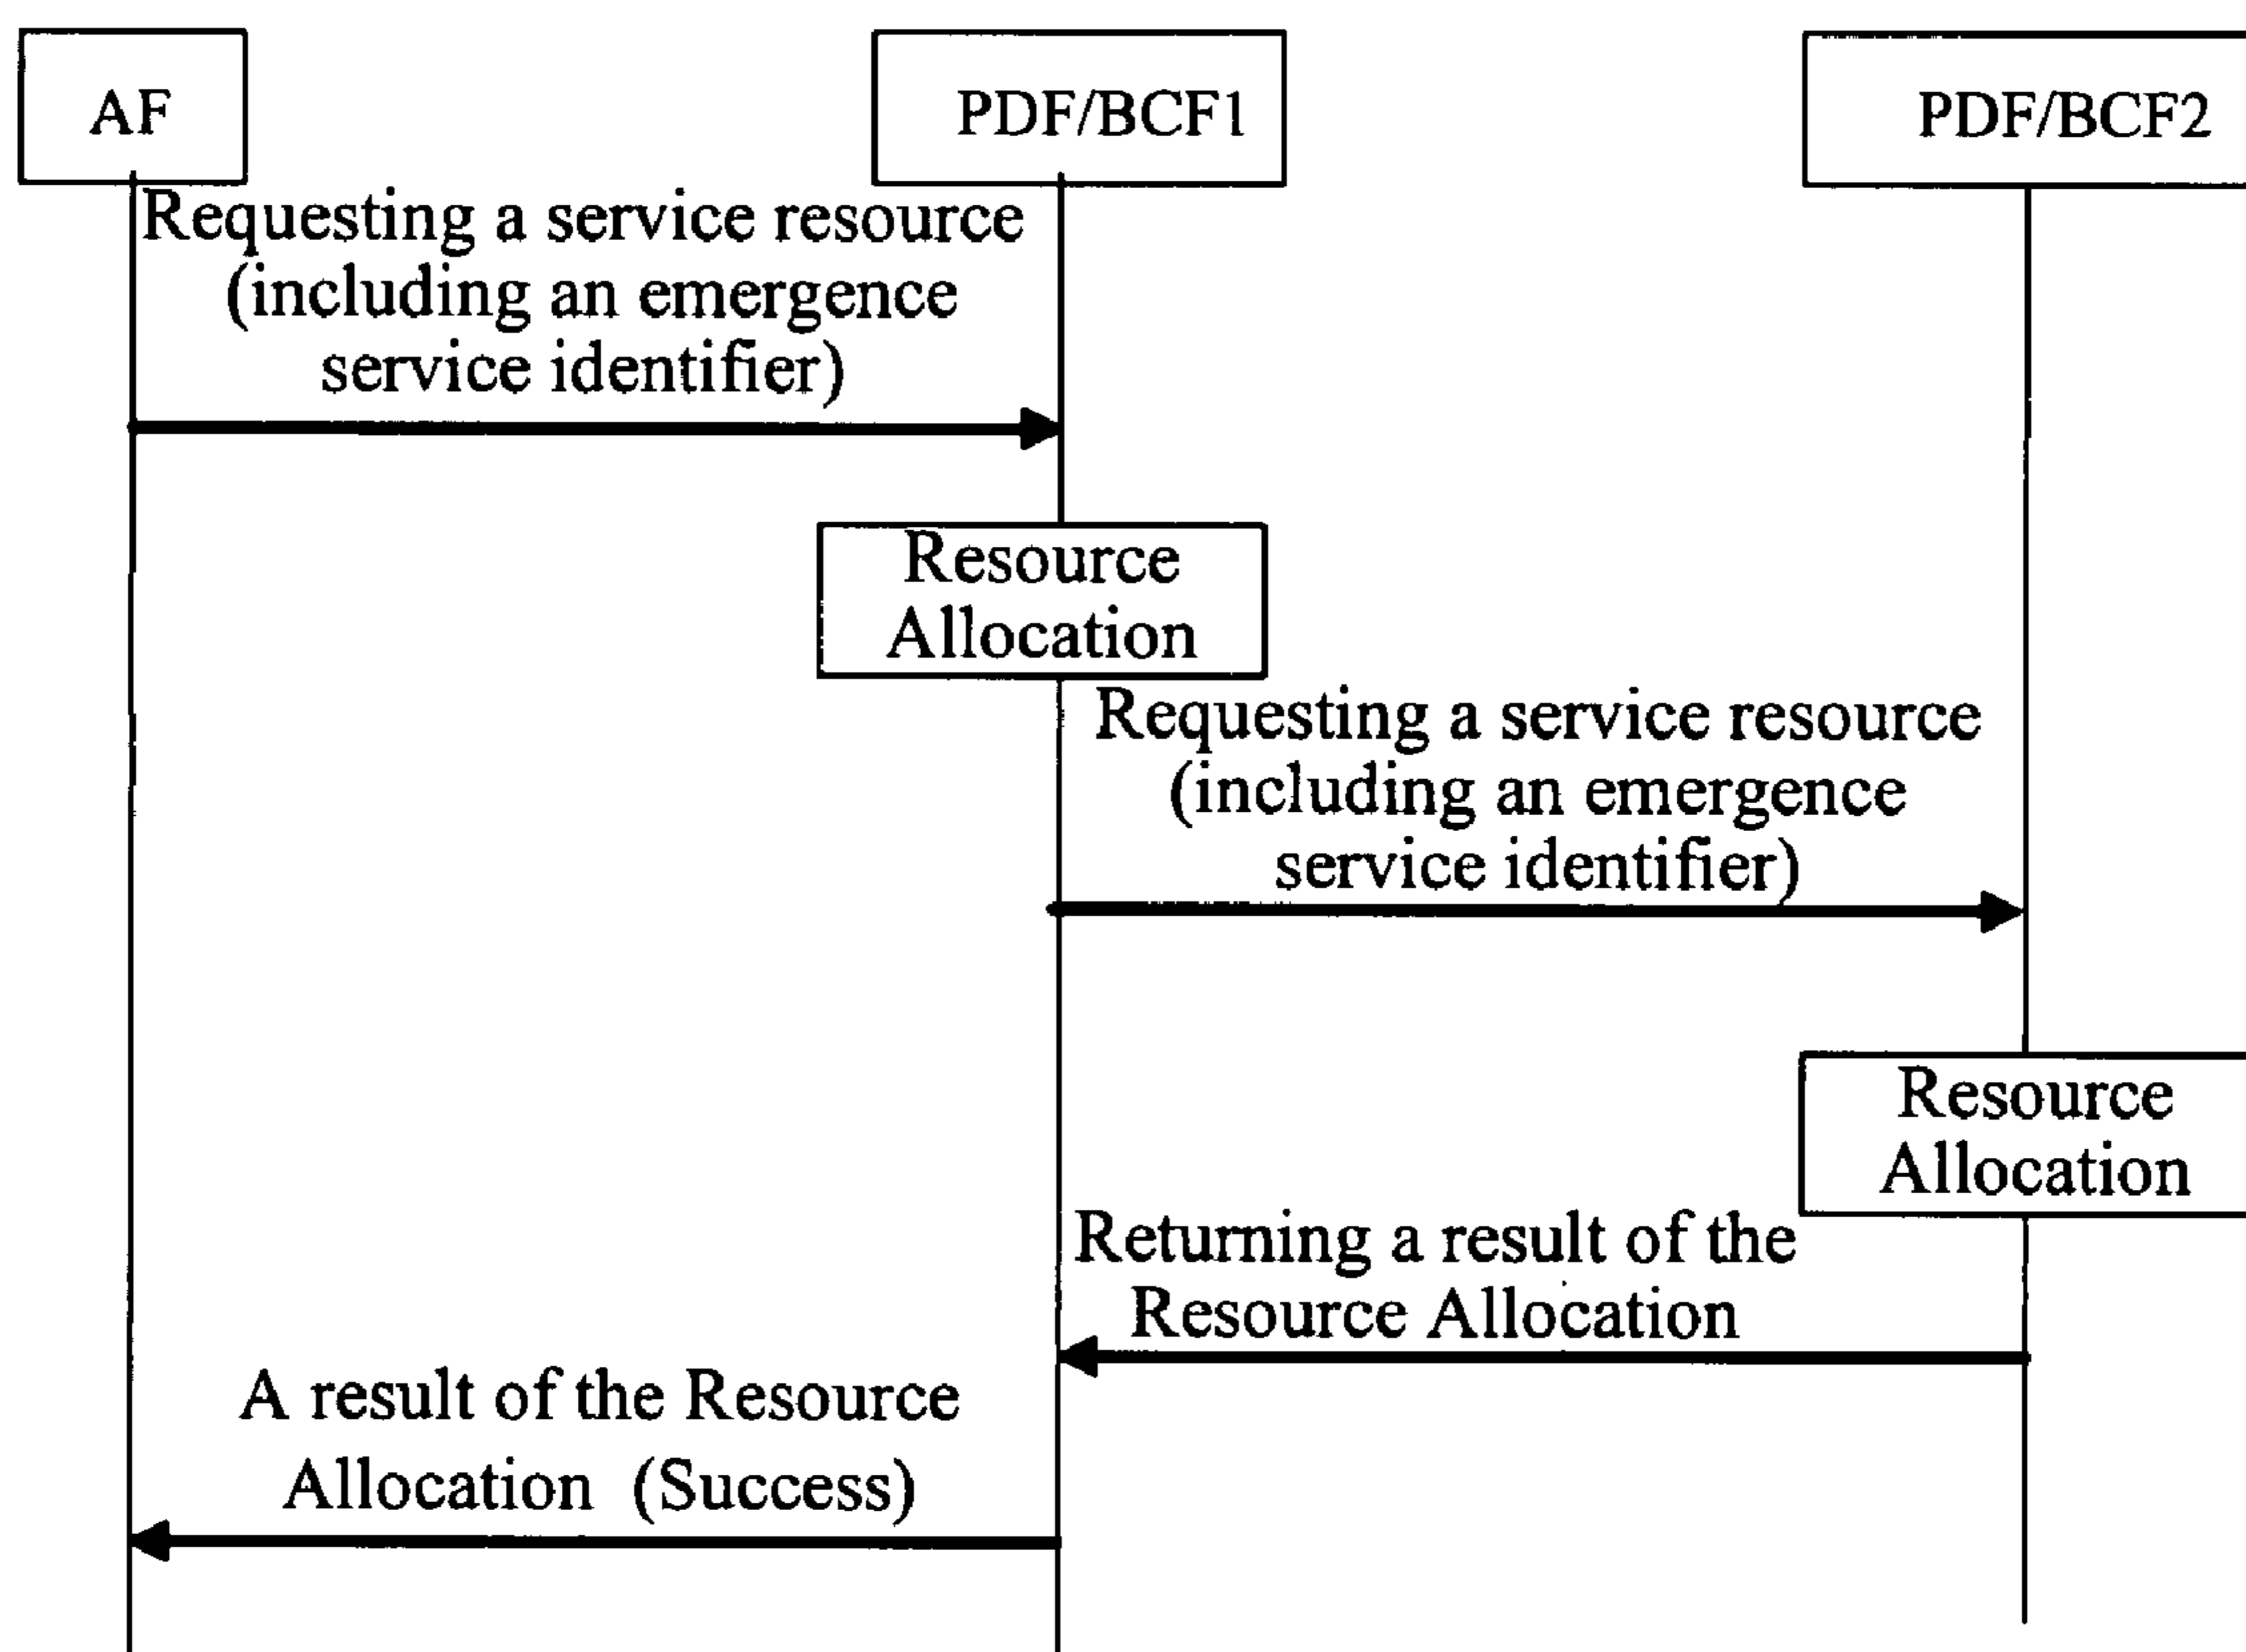 AF
PDF/BCF1
PDF/BCF2
Requesting a service resource
(including an emergence
service identifier)
Resource
Allocation
Requesting a service resource
(including an emergence
service identifier)
Resource
Allocation
Returning a result of the
Resource Allocation
A result of the Resource
Allocation (Success)